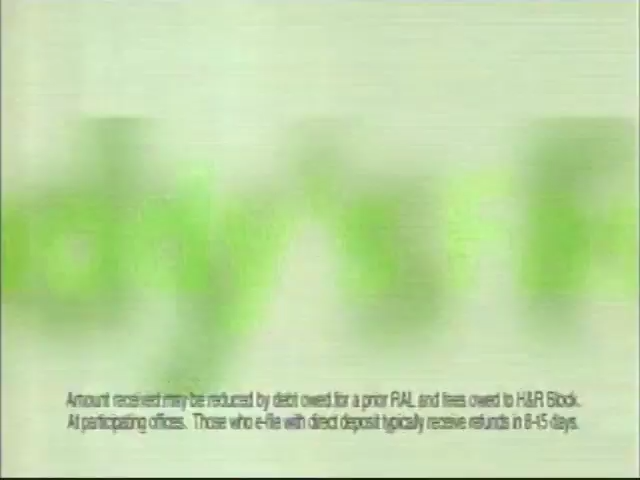 Amount received may be reduced by debt owed for a prior RAL and fees owed to H&R Block.
At participating offices. Those who e-file with direct deposit typically receive refunds in 8-15 days.